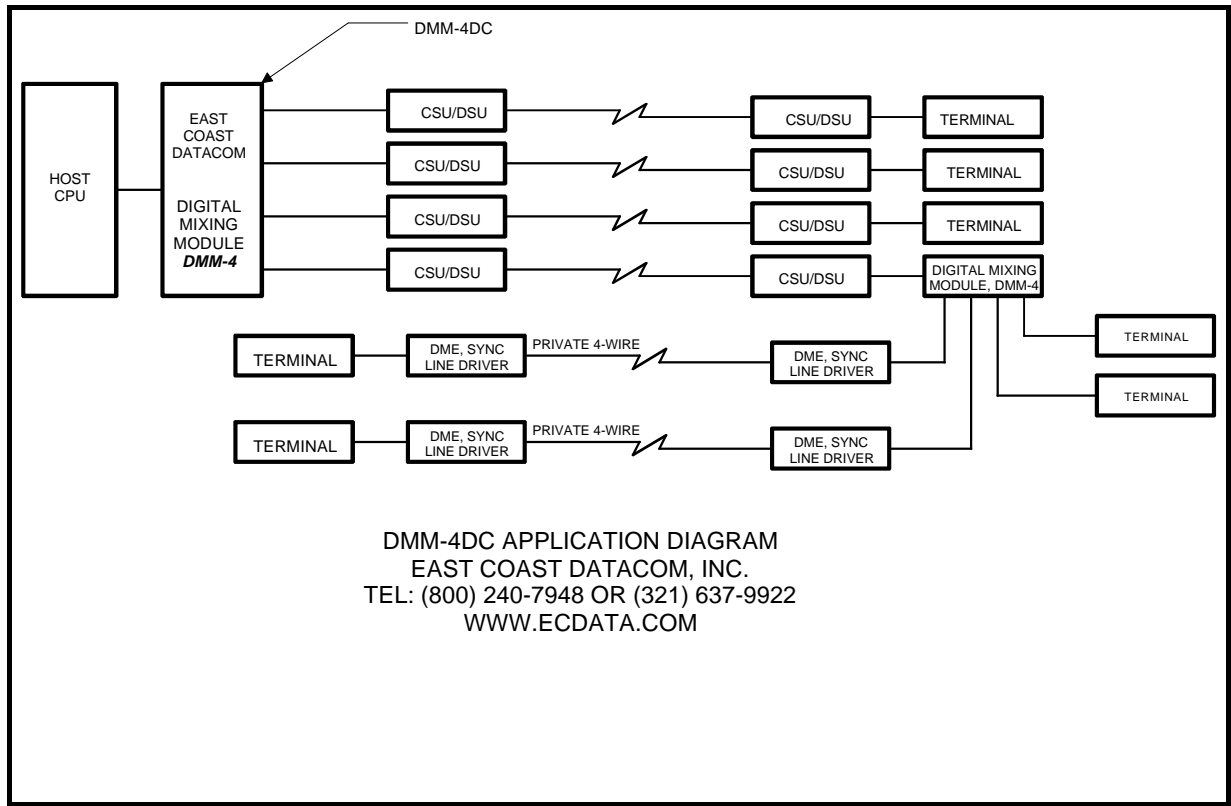 DMM-4DC
HOST
CPU
EAST
COAST
DATACOM
DIGITAL
MIXING
MODULE
DMM-4
CSU/DSU
CSU/DSU
TERMINAL
CSU/DSU
CSU/DSU
TERMINAL
CSU/DSU
CSU/DSU
TERMINAL
CSU/DSU
CSU/DSU
DIGITAL MIXING
MODULE, DMM-4
TERMINAL
TERMINAL
TERMINAL
DME, SYNC
LINE DRIVER
PRIVATE 4-WIRE
DME, SYNC
LINE DRIVER
TERMINAL
DME, SYNC
LINE DRIVER
PRIVATE 4-WIRE
DME, SYNC
LINE DRIVER
DMM-4DC APPLICATION DIAGRAM
EAST COAST DATACOM, INC.
TEL: (800) 240-7948 OR (321) 637-9922
WWW.ECDATA.COM